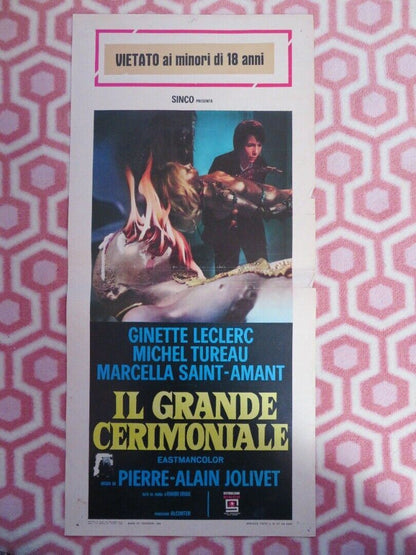 VIETATO ai minori di 18 anni
SINCO PRESENTA
GINETTE LECLERC
MICHEL TUREAU
MARCELLA SAINT-AMANT
IL GRANDE
CERIMONIALE
EASTMANCOLOR
PIERRE-ALAIN JOLIVET